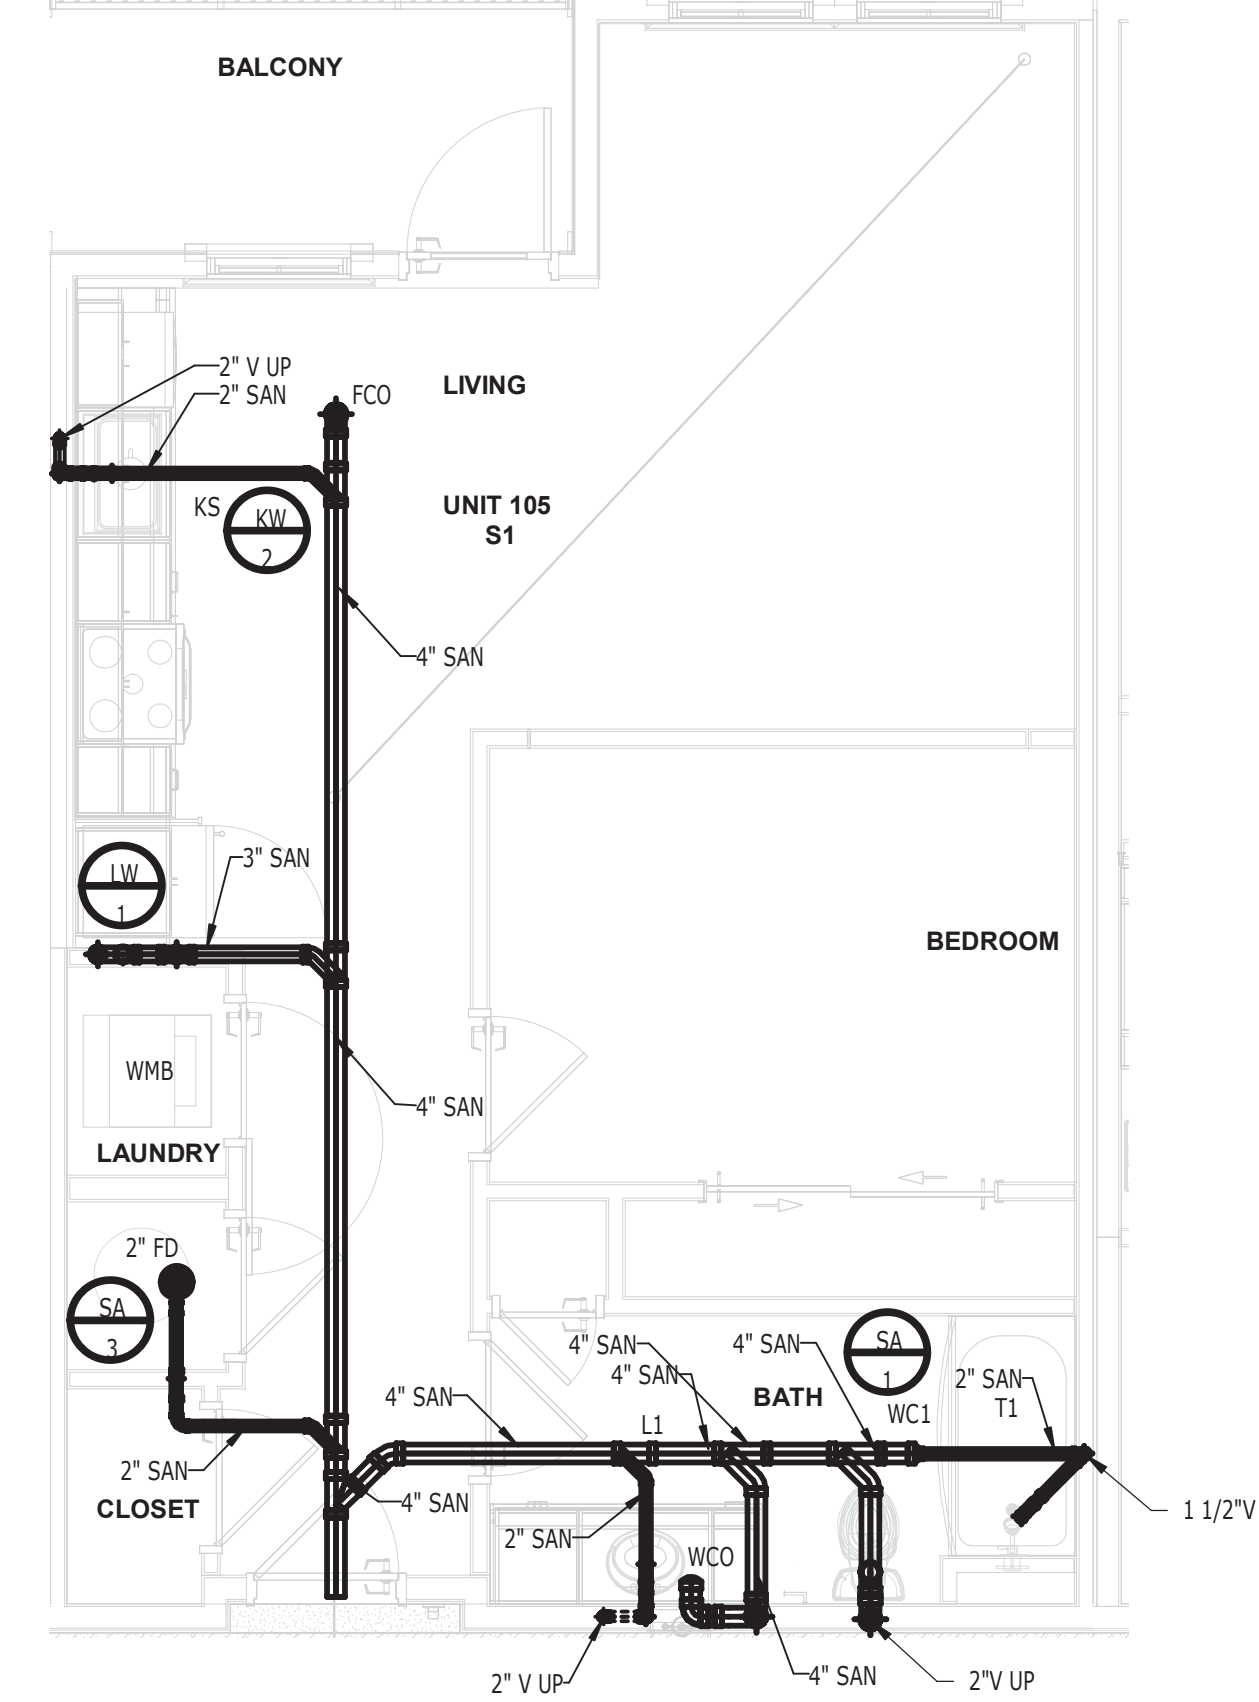 BALCONY
2" V UP
2" SAN
FCO
LIVING
KS
KW
2
UNIT 105
S1
4" SAN
LW
1
3" SAN
BEDROOM
WMB
4" SAN
LAUNDRY
2" FD
SA
3
4" SAN
4" SAN
4" SAN
SA
1
2" SAN
T1
4" SAN
BATH
WC1
L1
2" SAN
4" SAN
CLOSET
2" SAN
WCO
1 1/2"V
2" V UP
4" SAN
2"V UP